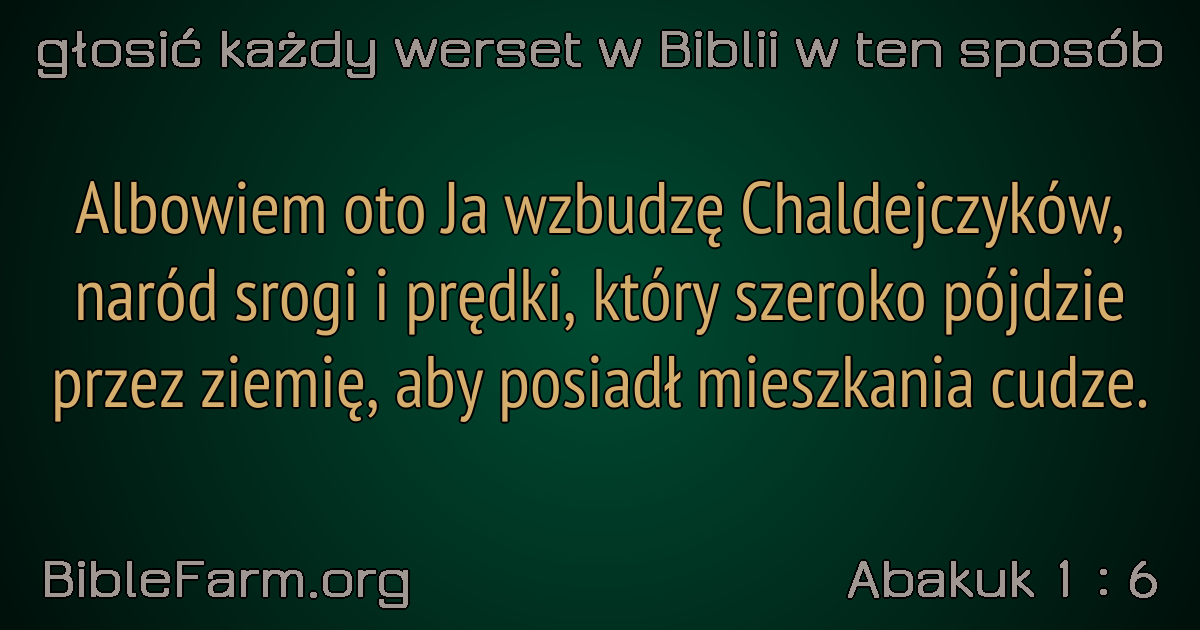 głosić każdy werset w Biblii w ten sposób
Albowiem oto Ja wzbudzę Chaldejczyków,
naród srogi i prędki, który szeroko pójdzie
przez ziemię, aby posiadł mieszkania cudze.
BibleFarm.org
Abakuk 1 : 6